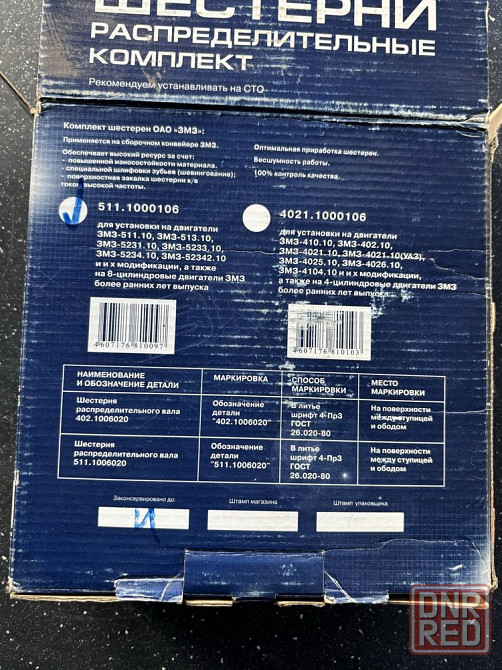 ШЕСТЕРНИ
РАСПРЕДЕЛИТЕЛЬНЫЕ
КОМПЛЕКТ
Рекомендуем устанавливать на СТО
Комплект шестерен ОАО «ЗМЗ»:
Применяется на сборочном конвейере ЗМЗ.
Обеспечивает высокий ресурс за счет:
- повышенной износостойкости материала.
- специальной шлифовки зубьев (шевингование);
- поверхностная закалка шестерни к/в
токов высокой частоты.
Оптимальная приработка шестерен.
Бесшумность работы.
100% контроль качества.
511.1000106
для установки на двигатели
ЗМЗ-511.10, ЗМЗ-513.10,
ЗМЗ-5231.10, ЗМЗ-5233.10,
ЗМЗ-5234.10, ЗМЗ-52342.10
и и х модификации, а также
на 8-цилиндровые двигатели ЗМЗ
более ранних лет выпуска
4607176810097
4021.1000106
для установки на двигатели
ЗМЗ-410.10, ЗМЗ-402.10,
ЗМЗ-4021.10, ЗМЗ-4021.10(УАЗ),
ЗМЗ-4025.10, ЗМЗ-4026.10,
ЗМЗ-4104.10 и и х модификации,
а также на 4-цилиндровые двигатели ЗМЗ
более ранних лет выпуска
4607176810103
НАИМЕНОВАНИЕ
И ОБОЗНАЧЕНИЕ ДЕТАЛИ
МАРКИРОВКА
СПОСОБ
МАРКИРОВКИ
МЕСТО
МАРКИРОВКИ
Шестерня
распределительного вала
402.1006020
Обозначение
детали
"402.1006020"
В литье
шрифт 4-Пр3
ГОСТ
26.020-80
На поверхности
между ступицей
и ободом
Шестерня
распределительного вала
511.1006020
Обозначение
детали
"511.1006020"
В литье
шрифт 4-Пр3
ГОСТ
26.020-80
На поверхности
между ступицей
и ободом
Законсервировано до:
Штамп магазина
Штамп упаковщика
И
DNR
RED